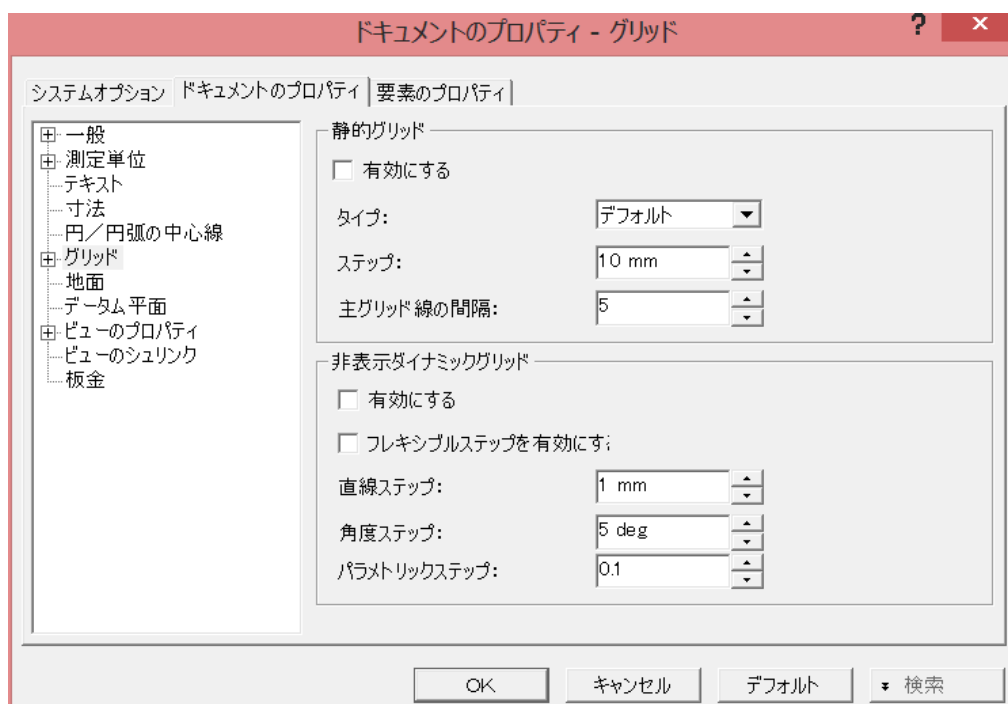 ドキュメントのプロパティ - グリッド ? ×
システムオプション ドキュメントのプロパティ 要素のプロパティ
一般
測定単位
テキスト
寸法
円／円弧の中心線
グリッド
地面
データム平面
ビューのプロパティ
ビューのシュリンク
板金
静的グリッド
有効にする
タイプ: デフォルト
ステップ: 10 mm
主グリッド線の間隔: 5
非表示ダイナミックグリッド
有効にする
フレキシブルステップを有効にす
直線ステップ: 1 mm
角度ステップ: 5 deg
パラメトリックステップ: 0.1
OK キャンセル デフォルト 検索